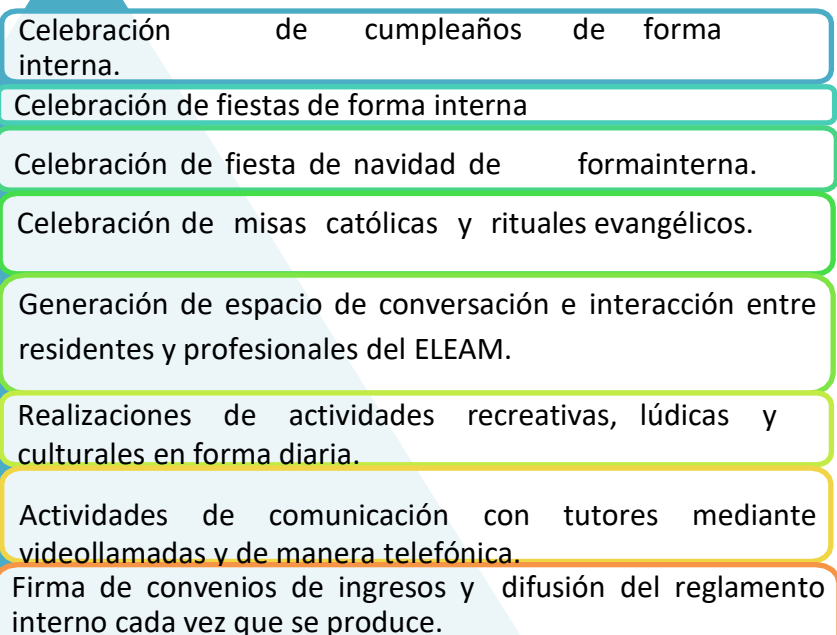 Celebración de cumpleaños de forma
interna.
Celebración de fiestas de forma interna
Celebración de fiesta de navidad de formainterna.
Celebración de misas católicas y rituales evangélicos.
Generación de espacio de conversación e interacción entre
residentes y profesionales del ELEAM.
Realizaciones de actividades recreativas, lúdicas y
culturales en forma diaria.
Actividades de comunicación con tutores mediante
videollamadas y de manera telefónica.
Firma de convenios de ingresos y difusión del reglamento
interno cada vez que se produce.